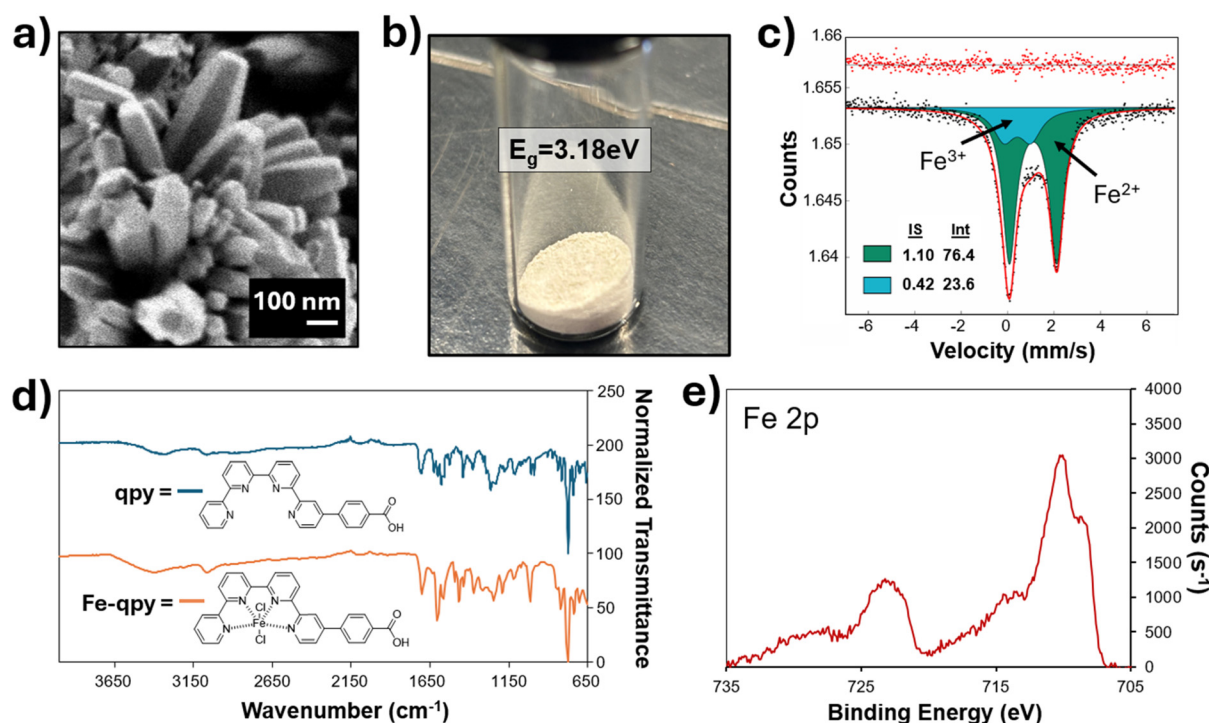 a)
100 nm
b)
Eg=3.18eV
c)
1.66
1.655
1.65
1.645
1.64
Counts
Fe3+
Fe2+
IS Int
1.10 76.4
0.42 23.6
-6 -4 -2 0 2 4 6
Velocity (mm/s)
d)
250
200
150
100
50
0
Normalized Transmittance
qpy =
N
N
N
N
O
OH
Fe-qpy =
Cl
N
N
Fe
N
N
Cl
O
OH
3650 3150 2650 2150 1650 1150 650
Wavenumber (cm-1)
e)
Fe 2p
4000
3500
3000
2500
2000
1500
1000
500
0
Counts (s-1)
735 725 715 705
Binding Energy (eV)